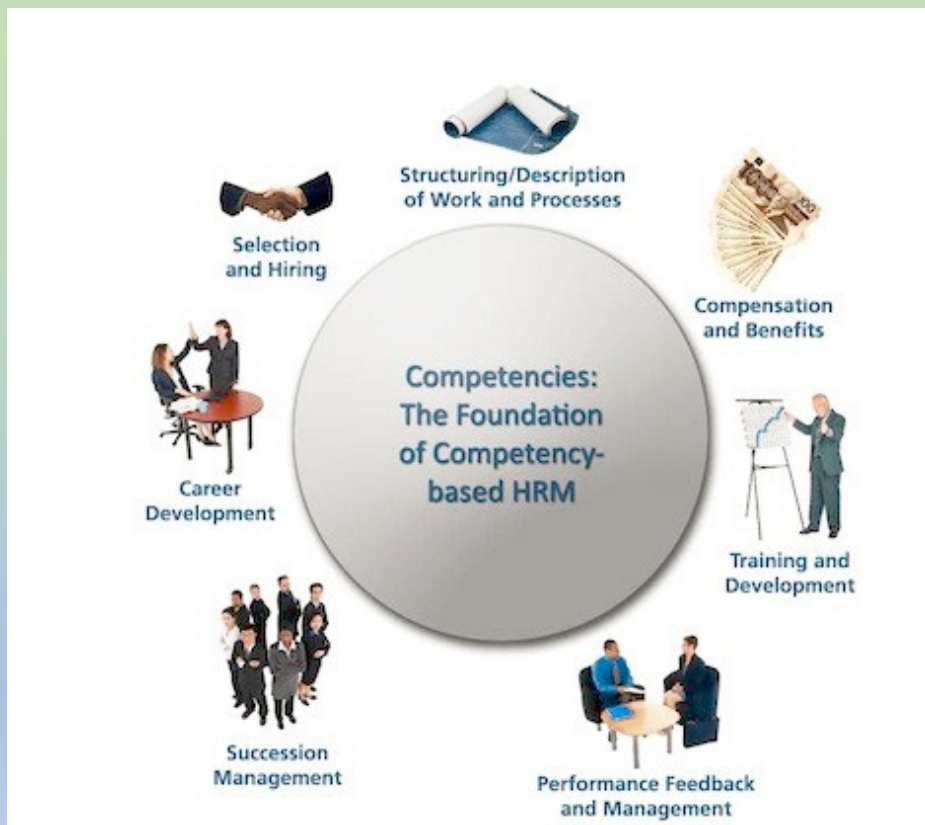 Structuring/Description
of Work and Processes
Selection
and Hiring
Compensation
and Benefits
Competencies:
The Foundation
of Competency-
based HRM
Career
Development
Training and
Development
Succession
Management
Performance Feedback
and Management